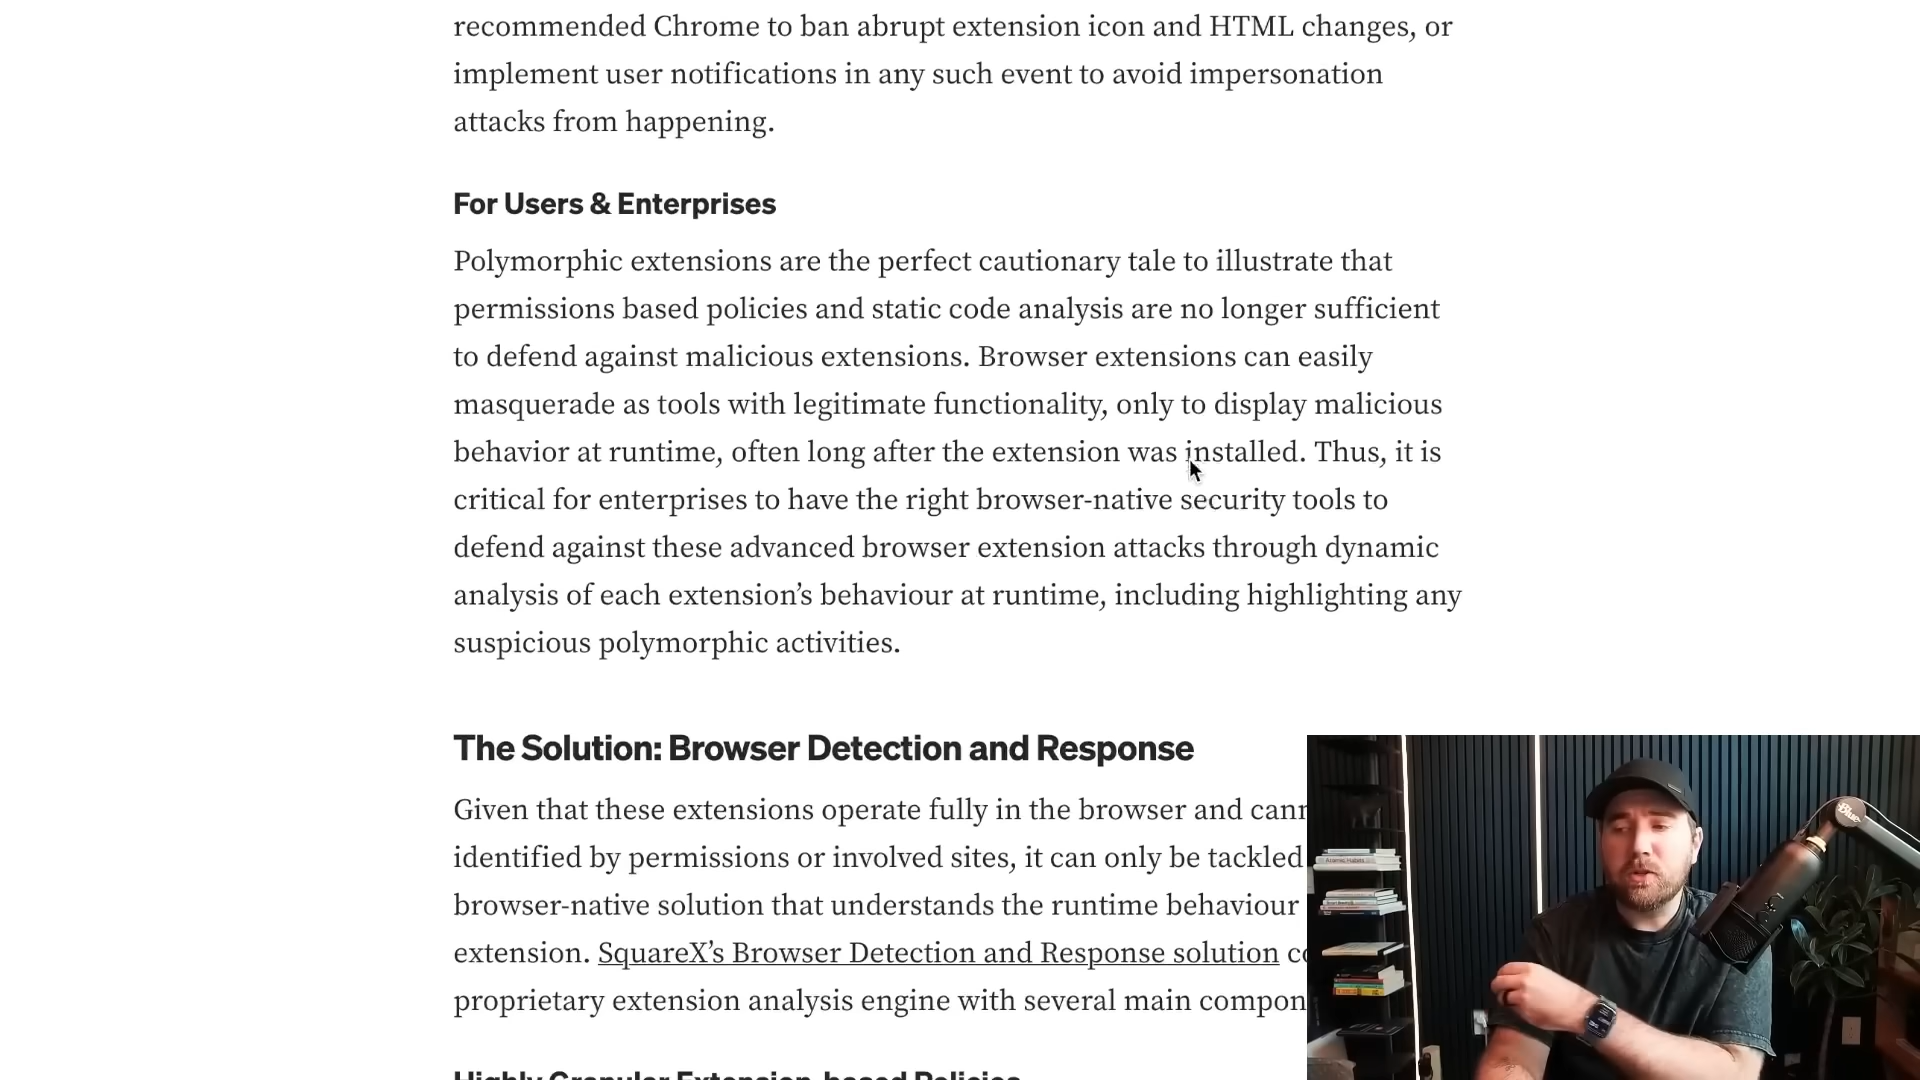 recommended Chrome to ban abrupt extension icon and HTML changes, or
implement user notifications in any such event to avoid impersonation
attacks from happening.
For Users & Enterprises
Polymorphic extensions are the perfect cautionary tale to illustrate that
permissions based policies and static code analysis are no longer sufficient
to defend against malicious extensions. Browser extensions can easily
masquerade as tools with legitimate functionality, only to display malicious
behavior at runtime, often long after the extension was installed. Thus, it is
critical for enterprises to have the right browser-native security tools to
defend against these advanced browser extension attacks through dynamic
analysis of each extension’s behaviour at runtime, including highlighting any
suspicious polymorphic activities.
The Solution: Browser Detection and Response
Given that these extensions operate fully in the browser and
identified by permissions or involved sites, it can only be tackled
browser-native solution that understands the runtime behaviour
extension. SquareX’s Browser Detection and Response solution
proprietary extension analysis engine with several main
Highly Granular Extension-based Policies
Atomic Habits
Blue